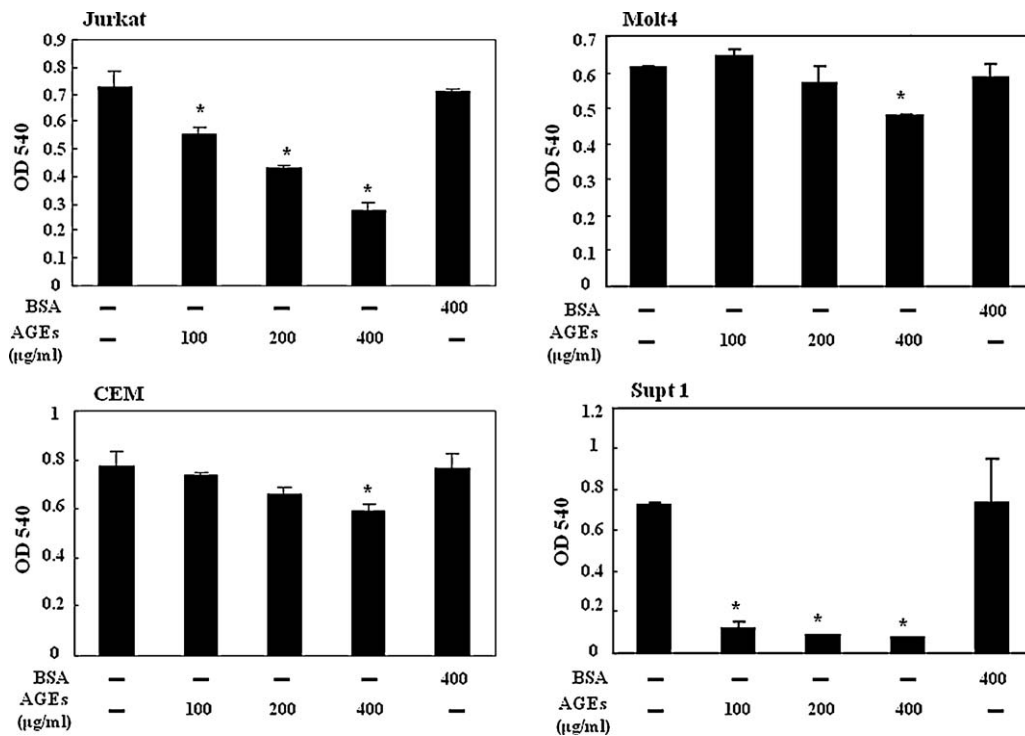 Jurkat
0.9
0.8
0.7
0.6
0.5
0.4
0.3
0.2
0.1
0
OD 540
*
*
*
BSA – – – – 400
AGEs (µg/ml) – 100 200 400 –
Molt4
0.7
0.6
0.5
0.4
0.3
0.2
0.1
0
OD 540
*
BSA – – – – 400
AGEs (µg/ml) – 100 200 400 –
CEM
1
0.8
0.6
0.4
0.2
0
OD 540
*
BSA – – – – 400
AGEs (µg/ml) – 100 200 400 –
Supt 1
1.2
1
0.8
0.6
0.4
0.2
0
OD 540
*
*
*
BSA – – – – 400
AGEs (µg/ml) – 100 200 400 –